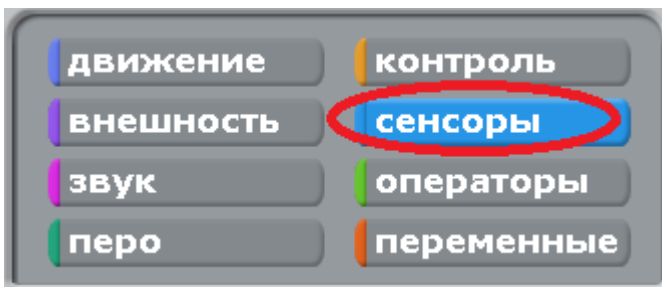 движение контроль
внешность сенсоры
звук операторы
перо переменные